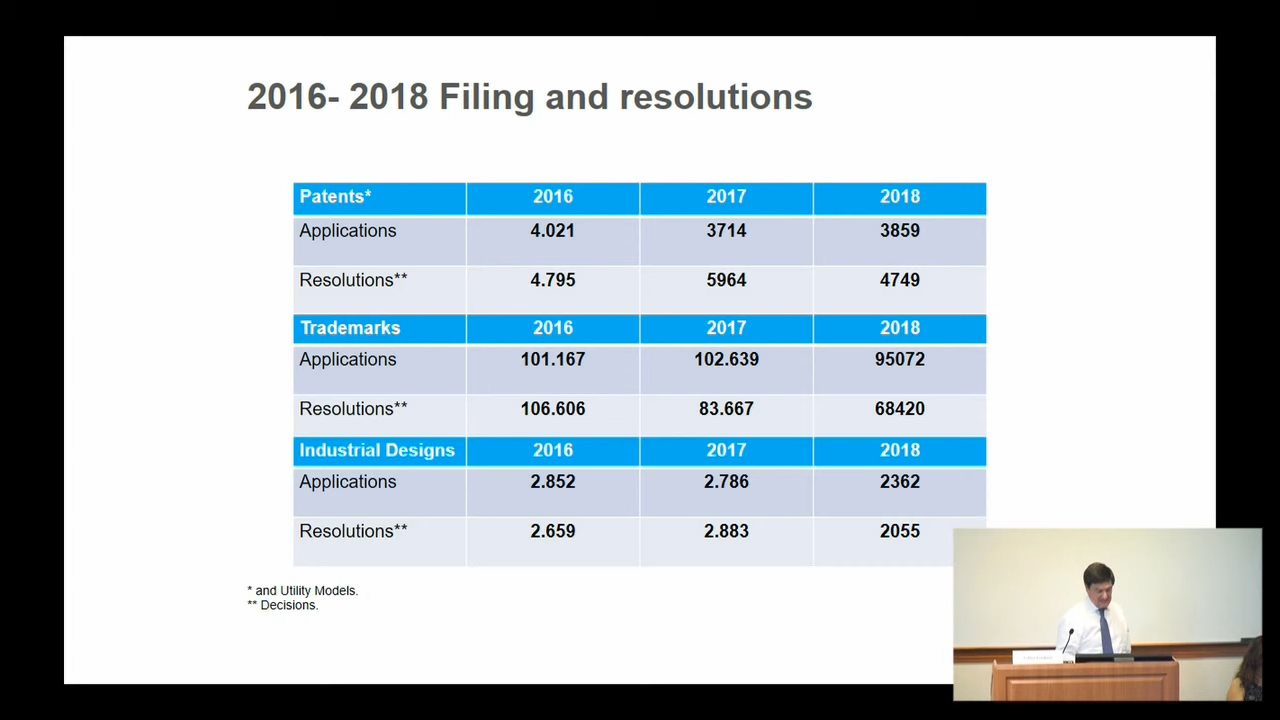 2016- 2018 Filing and resolutions
Patents* 2016 2017 2018
Applications 4.021 3714 3859
Resolutions** 4.795 5964 4749
Trademarks 2016 2017 2018
Applications 101.167 102.639 95072
Resolutions** 106.606 83.667 68420
Industrial Designs 2016 2017 2018
Applications 2.852 2.786 2362
Resolutions** 2.659 2.883 2055
* and Utility Models.
** Decisions.